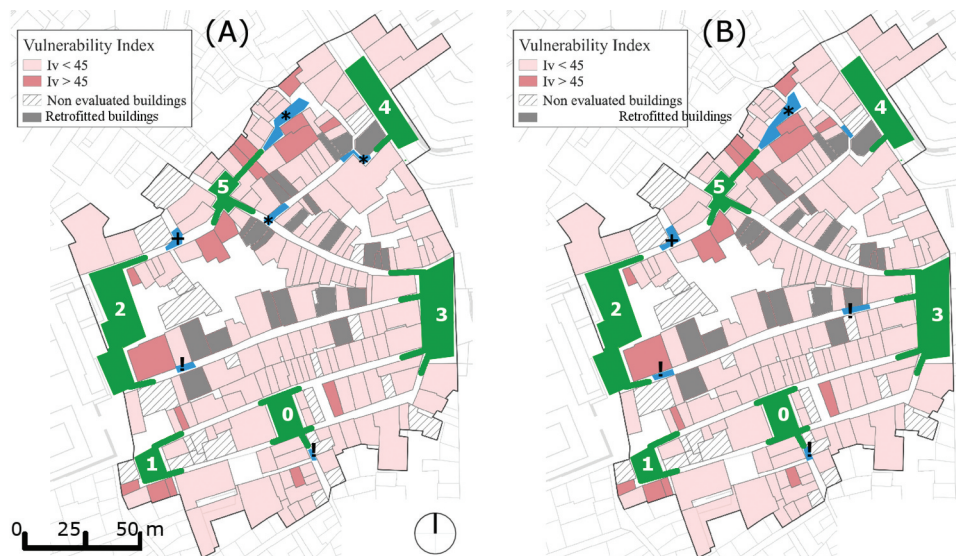 (A)
Vulnerability Index
Iv < 45
Iv > 45
Non evaluated buildings
Retrofitted buildings
4
*
*
5
*
+
2
3
!
0
!
1
0 25 50 m
(B)
Vulnerability Index
Iv < 45
Iv > 45
Non evaluated buildings
Retrofitted buildings
4
*
5
+
2
3
!
!
0
!
1